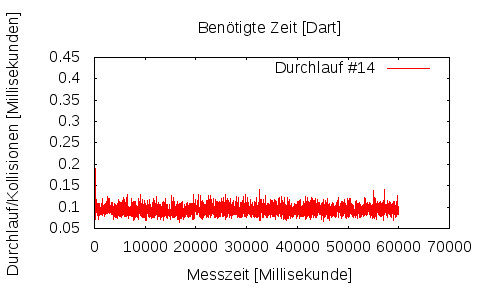 Benötigte Zeit [Dart]
Durchlauf/Kollisionen [Millisekunden]
0.45
0.4
0.35
0.3
0.25
0.2
0.15
0.1
0.05
Durchlauf #14
0 10000 20000 30000 40000 50000 60000 70000
Messzeit [Millisekunde]